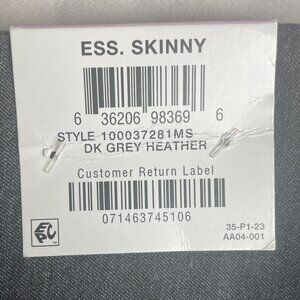 ESS. SKINNY
6 36206 98369 6
STYLE 100037281MS
DK GREY HEATHER
Customer Return Label
071463745106
EPC
35-P1-23
AA04-001